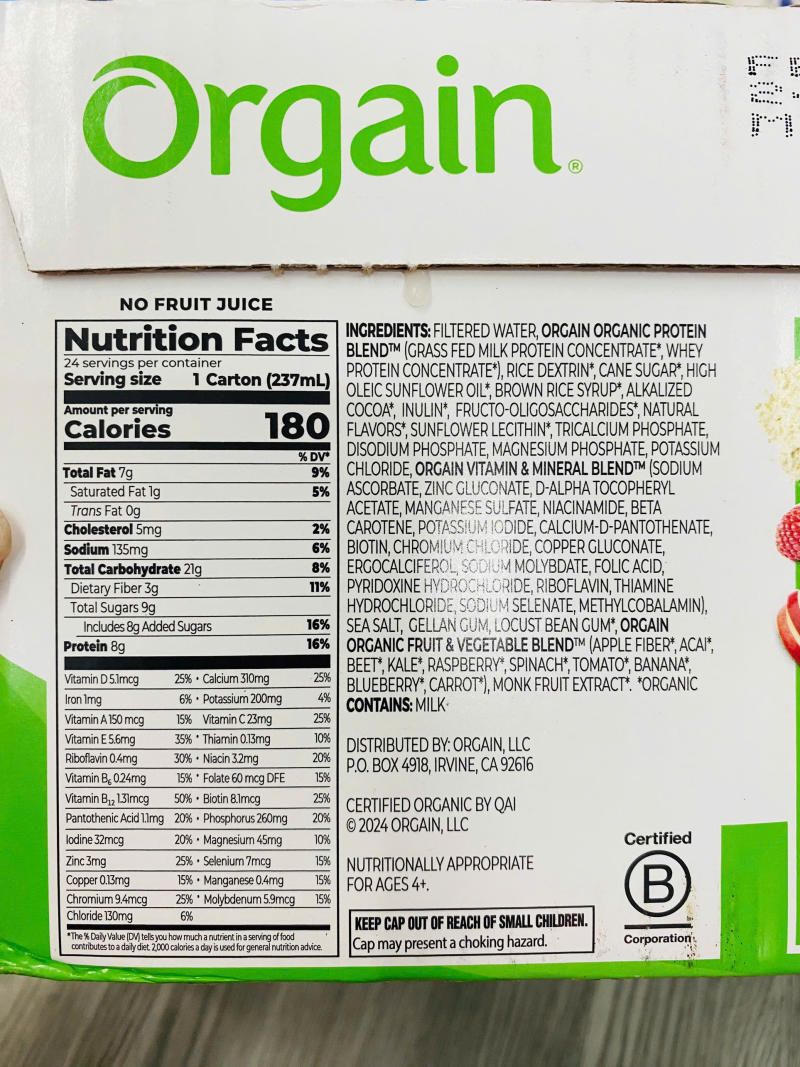 Orgain®
NO FRUIT JUICE
Nutrition Facts
24 servings per container
Serving size 1 Carton (237mL)
Amount per serving
Calories 180
% DV*
Total Fat 7g 9%
Saturated Fat 1g 5%
Trans Fat 0g
Cholesterol 5mg 2%
Sodium 135mg 6%
Total Carbohydrate 21g 8%
Dietary Fiber 3g 11%
Total Sugars 9g
Includes 8g Added Sugars 16%
Protein 8g 16%
Vitamin D 5.1mcg 25% • Calcium 310mg 25%
Iron 1mg 6% • Potassium 200mg 4%
Vitamin A 150 mcg 15% Vitamin C 23mg 25%
Vitamin E 5.6mg 35% • Thiamin 0.13mg 10%
Riboflavin 0.4mg 30% • Niacin 3.2mg 20%
Vitamin B6 0.24mg 15% • Folate 60 mcg DFE 15%
Vitamin B12 1.31mcg 50% • Biotin 8.1mcg 25%
Pantothenic Acid 1.1mg 20% • Phosphorus 260mg 20%
Iodine 32mcg 20% • Magnesium 45mg 10%
Zinc 3mg 25% • Selenium 7mcg 15%
Copper 0.13mg 15% • Manganese 0.4mg 15%
Chromium 9.4mcg 25% • Molybdenum 5.9mcg 15%
Chloride 130mg 6%
*The % Daily Value (DV) tells you how much a nutrient in a serving of food
contributes to a daily diet. 2,000 calories a day is used for general nutrition advice.
INGREDIENTS: FILTERED WATER, ORGAIN ORGANIC PROTEIN
BLEND™ (GRASS FED MILK PROTEIN CONCENTRATE*, WHEY
PROTEIN CONCENTRATE*), RICE DEXTRIN*, CANE SUGAR*, HIGH
OLEIC SUNFLOWER OIL*, BROWN RICE SYRUP*, ALKALIZED
COCOA*, INULIN*, FRUCTO-OLIGOSACCHARIDES*, NATURAL
FLAVORS*, SUNFLOWER LECITHIN*, TRICALCIUM PHOSPHATE,
DISODIUM PHOSPHATE, MAGNESIUM PHOSPHATE, POTASSIUM
CHLORIDE, ORGAIN VITAMIN & MINERAL BLEND™ (SODIUM
ASCORBATE, ZINC GLUCONATE, D-ALPHA TOCOPHERYL
ACETATE, MANGANESE SULFATE, NIACINAMIDE, BETA
CAROTENE, POTASSIUM IODIDE, CALCIUM-D-PANTOTHENATE,
BIOTIN, CHROMIUM CHLORIDE, COPPER GLUCONATE,
ERGOCALCIFEROL, SODIUM MOLYBDATE, FOLIC ACID,
PYRIDOXINE HYDROCHLORIDE, RIBOFLAVIN, THIAMINE
HYDROCHLORIDE, SODIUM SELENATE, METHYLCOBALAMIN),
SEA SALT, GELLAN GUM, LOCUST BEAN GUM*, ORGAIN
ORGANIC FRUIT & VEGETABLE BLEND™ (APPLE FIBER*, ACAI*,
BEET*, KALE*, RASPBERRY*, SPINACH*, TOMATO*, BANANA*,
BLUEBERRY*, CARROT*), MONK FRUIT EXTRACT*. *ORGANIC
CONTAINS: MILK
DISTRIBUTED BY: ORGAIN, LLC
P.O. BOX 4918, IRVINE, CA 92616
CERTIFIED ORGANIC BY QAI
© 2024 ORGAIN, LLC
NUTRITIONALLY APPROPRIATE
FOR AGES 4+.
KEEP CAP OUT OF REACH OF SMALL CHILDREN.
Cap may present a choking hazard.
Certified
B
Corporation